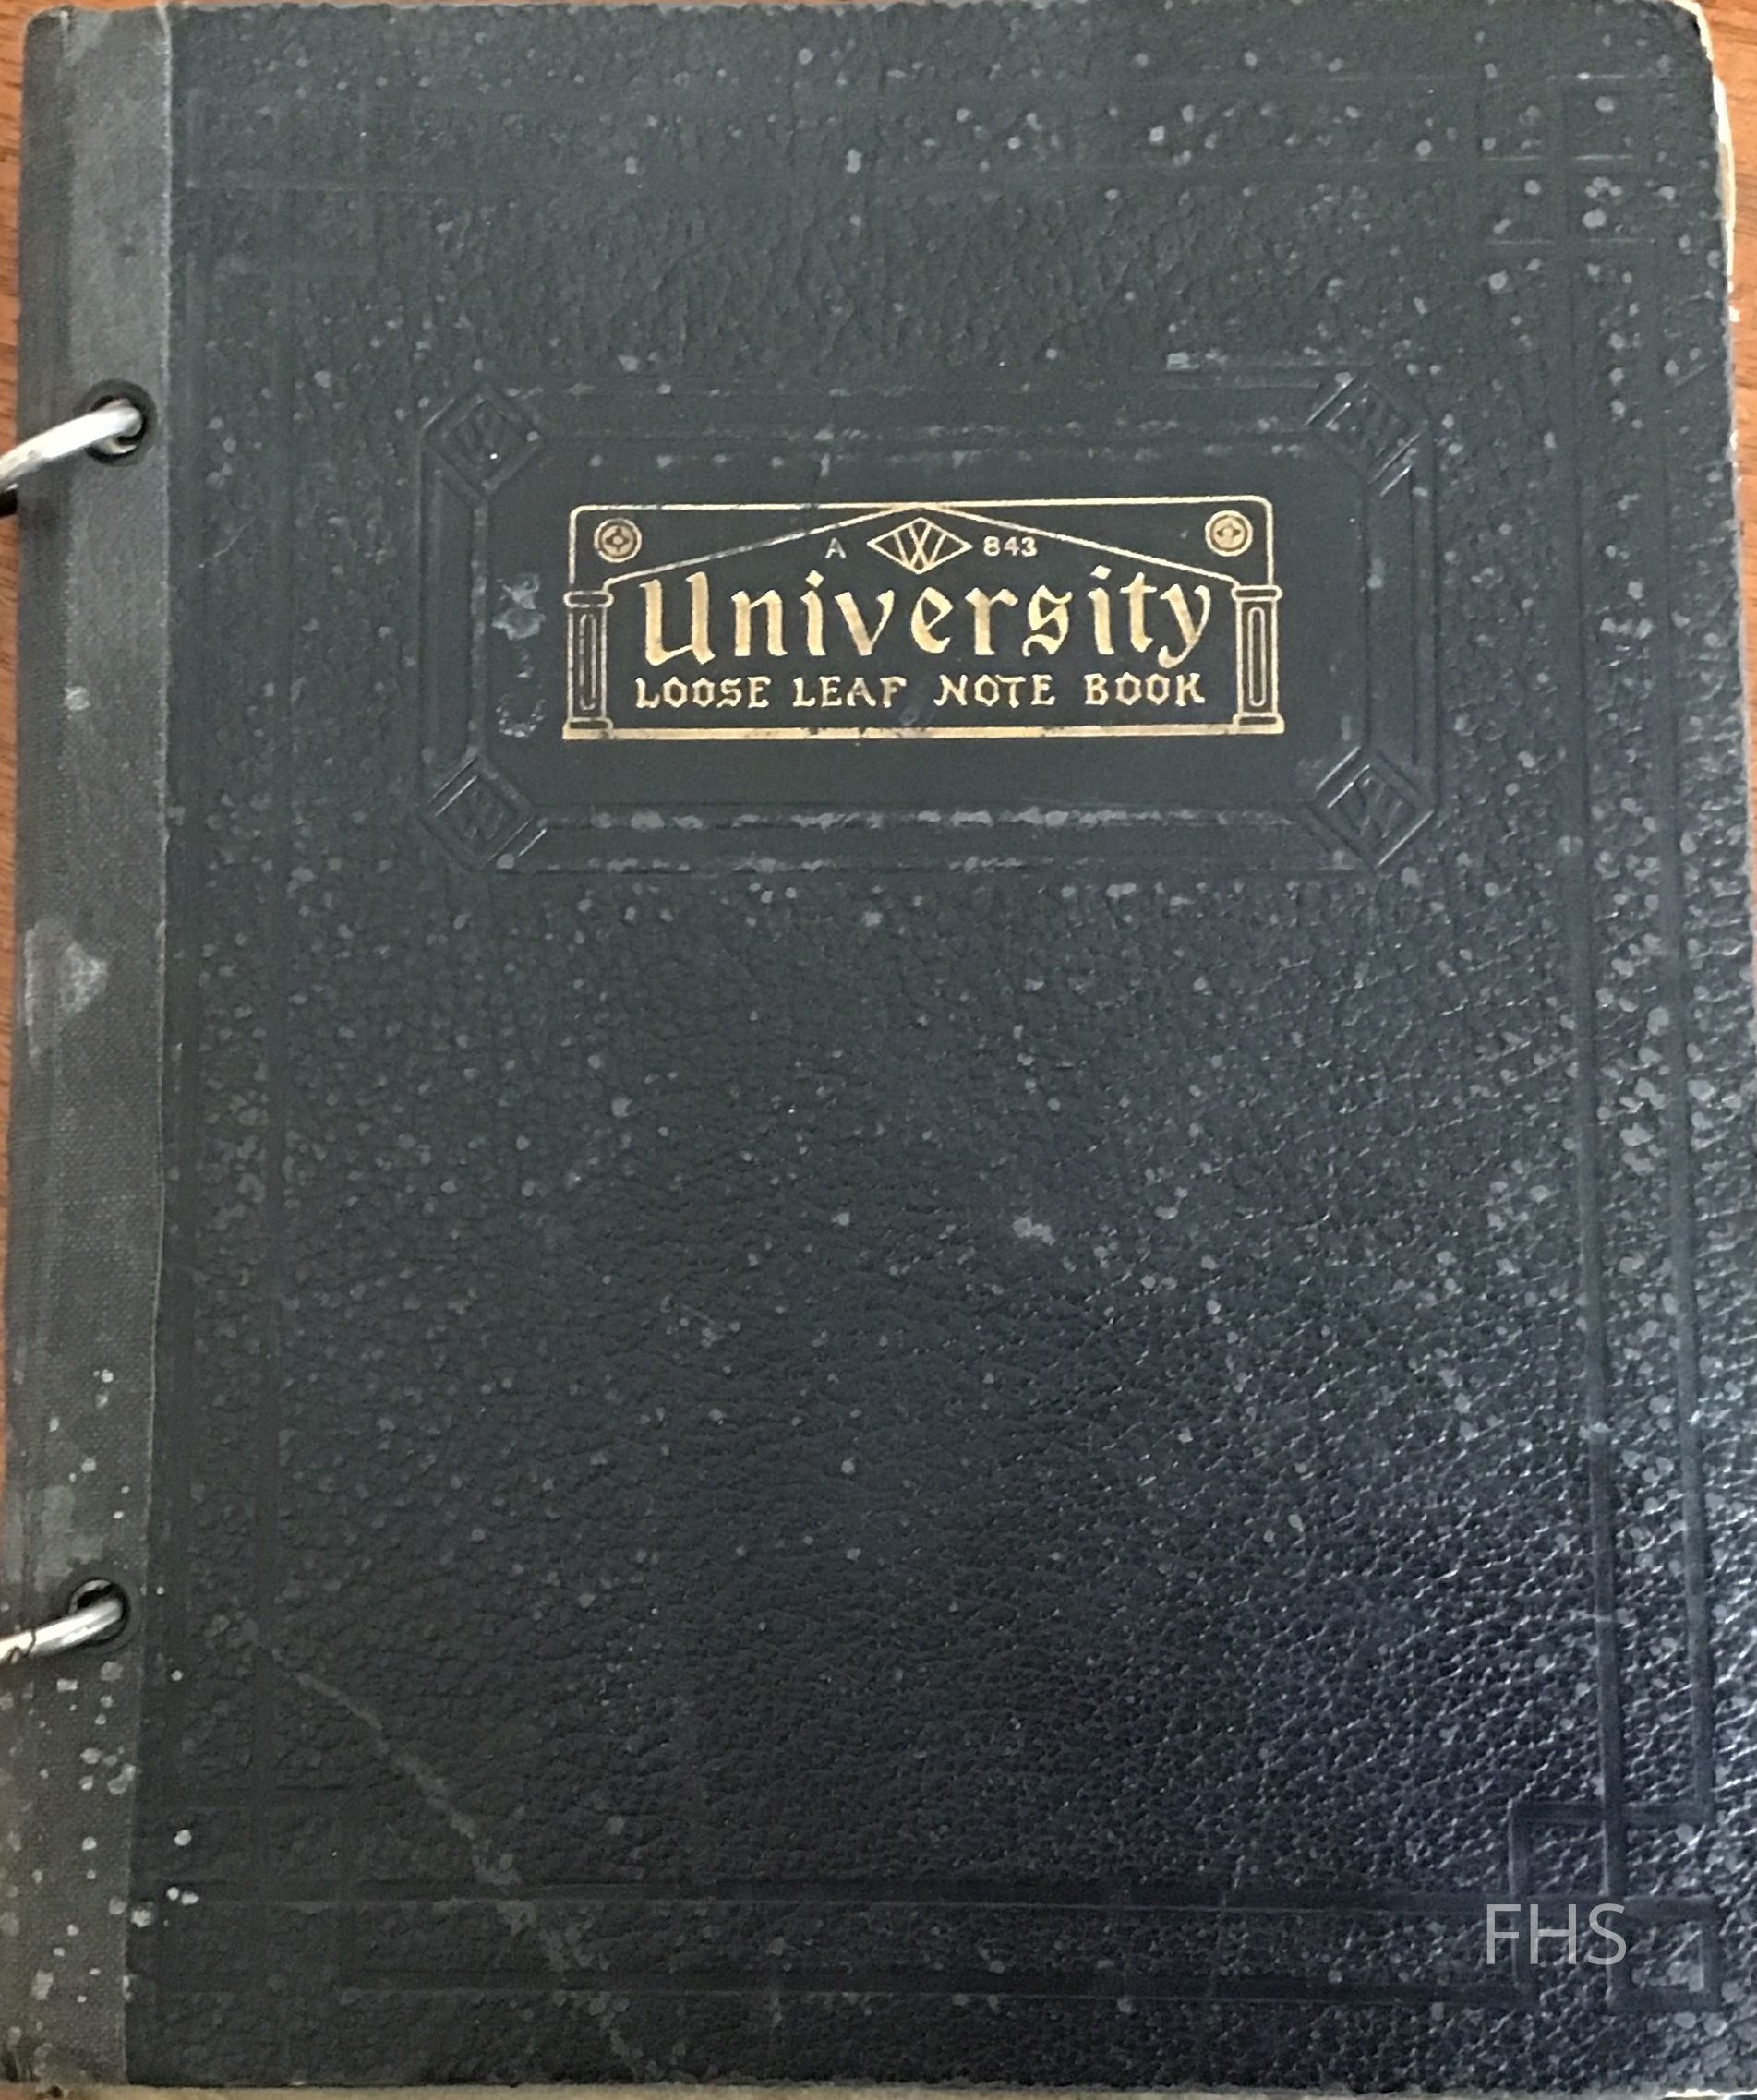 A W 843
University
LOOSE LEAF NOTE BOOK
FHS